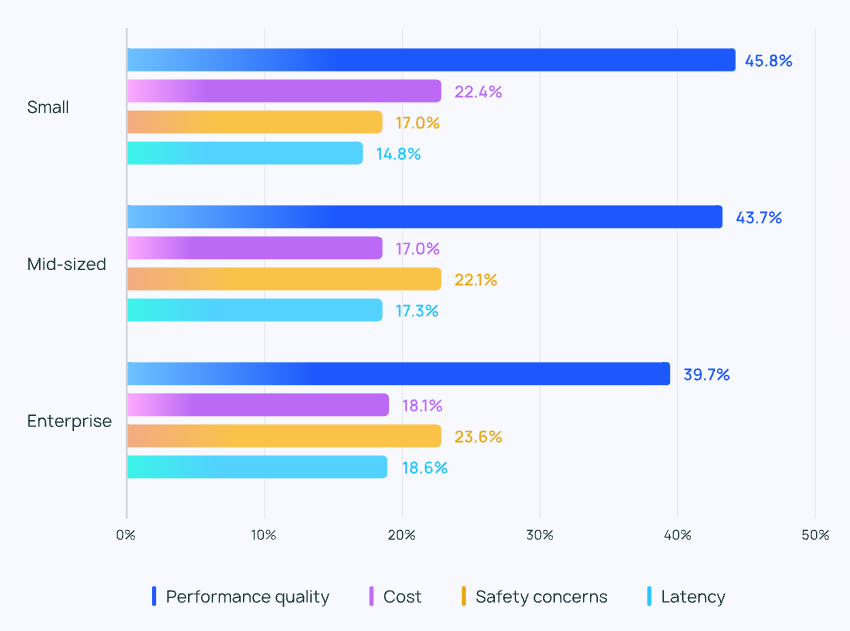 45.8%
22.4%
Small
17.0%
14.8%
43.7%
17.0%
Mid-sized
22.1%
17.3%
39.7%
18.1%
Enterprise
23.6%
18.6%
0% 10% 20% 30% 40% 50%
Performance quality Cost Safety concerns Latency